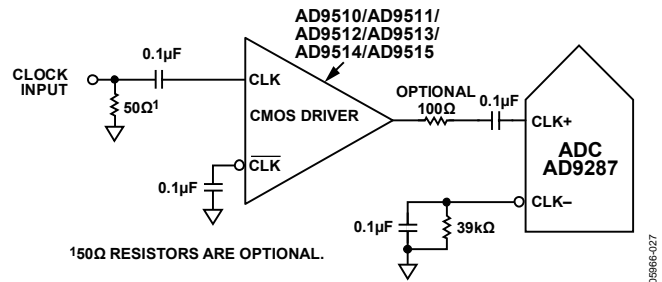 AD9510/AD9511/
AD9512/AD9513/
AD9514/AD9515
0.1µF
CLOCK
INPUT
CLK
50Ω¹
CMOS DRIVER
OPTIONAL
100Ω
0.1µF
CLK+
ADC
AD9287
CLK
0.1µF
CLK–
0.1µF
39kΩ
¹50Ω RESISTORS ARE OPTIONAL.
05966-027